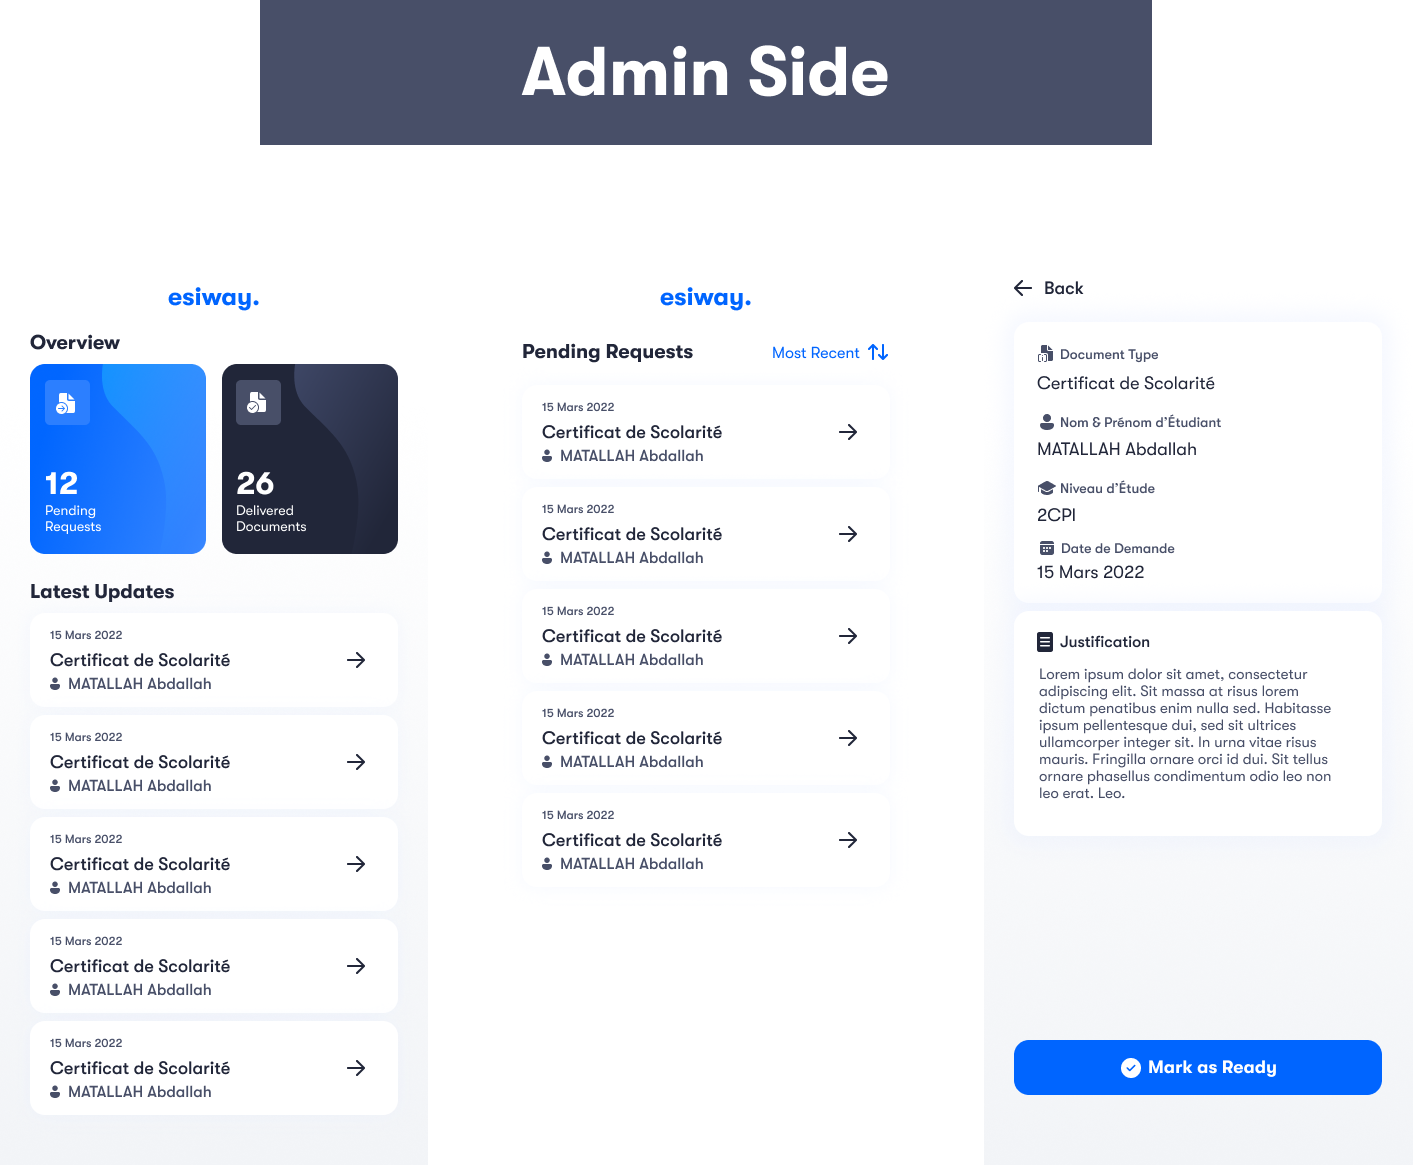 Admin Side
esiway.
Overview
12
Pending
Requests
26
Delivered
Documents
Latest Updates
15 Mars 2022
Certificat de Scolarité
MATALLAH Abdallah
15 Mars 2022
Certificat de Scolarité
MATALLAH Abdallah
15 Mars 2022
Certificat de Scolarité
MATALLAH Abdallah
15 Mars 2022
Certificat de Scolarité
MATALLAH Abdallah
15 Mars 2022
Certificat de Scolarité
MATALLAH Abdallah
esiway.
Pending Requests
Most Recent
15 Mars 2022
Certificat de Scolarité
MATALLAH Abdallah
15 Mars 2022
Certificat de Scolarité
MATALLAH Abdallah
15 Mars 2022
Certificat de Scolarité
MATALLAH Abdallah
15 Mars 2022
Certificat de Scolarité
MATALLAH Abdallah
15 Mars 2022
Certificat de Scolarité
MATALLAH Abdallah
Back
Document Type
Certificat de Scolarité
Nom & Prénom d'Étudiant
MATALLAH Abdallah
Niveau d'Étude
2CPI
Date de Demande
15 Mars 2022
Justification
Lorem ipsum dolor sit amet, consectetur
adipiscing elit. Sit massa at risus lorem
dictum penatibus enim nulla sed. Habitasse
ipsum pellentesque dui, sed sit ultrices
ullamcorper integer sit. In urna vitae risus
mauris. Fringilla ornare orci id dui. Sit tellus
ornare phasellus condimentum odio leo non
leo erat. Leo.
Mark as Ready